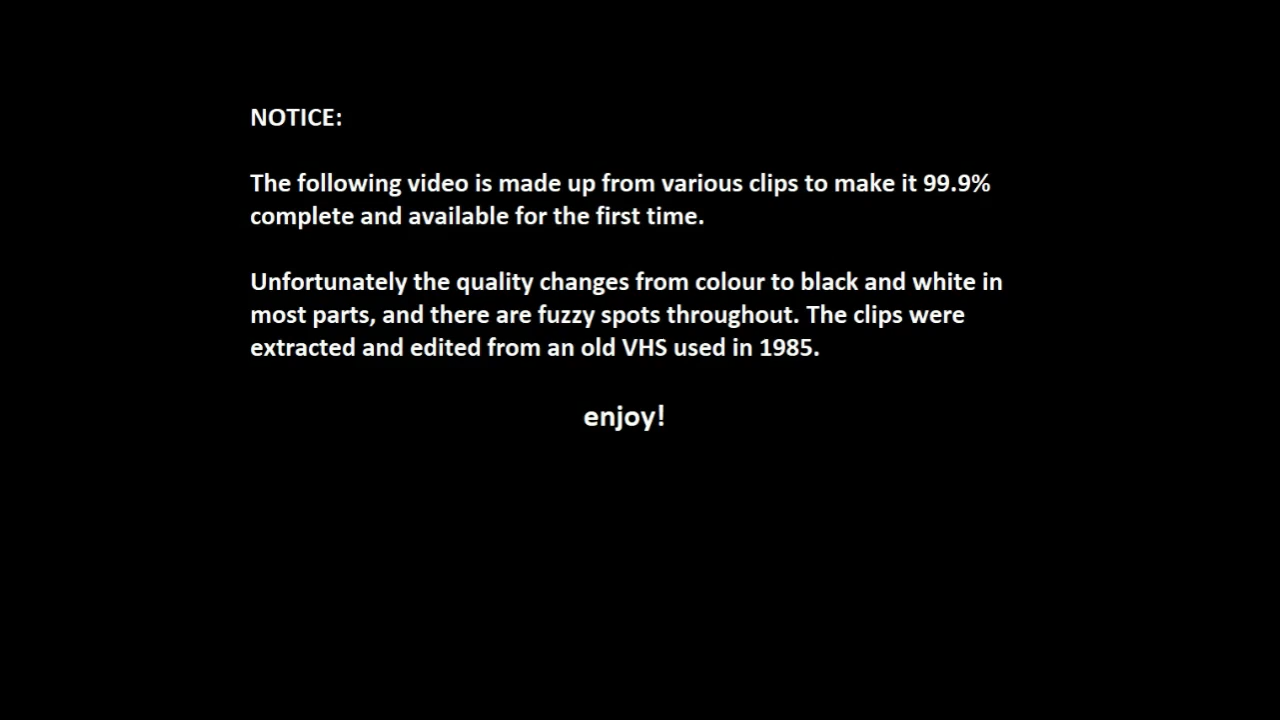 NOTICE:
The following video is made up from various clips to make it 99.9%
complete and available for the first time.
Unfortunately the quality changes from colour to black and white in
most parts, and there are fuzzy spots throughout. The clips were
extracted and edited from an old VHS used in 1985.
enjoy!